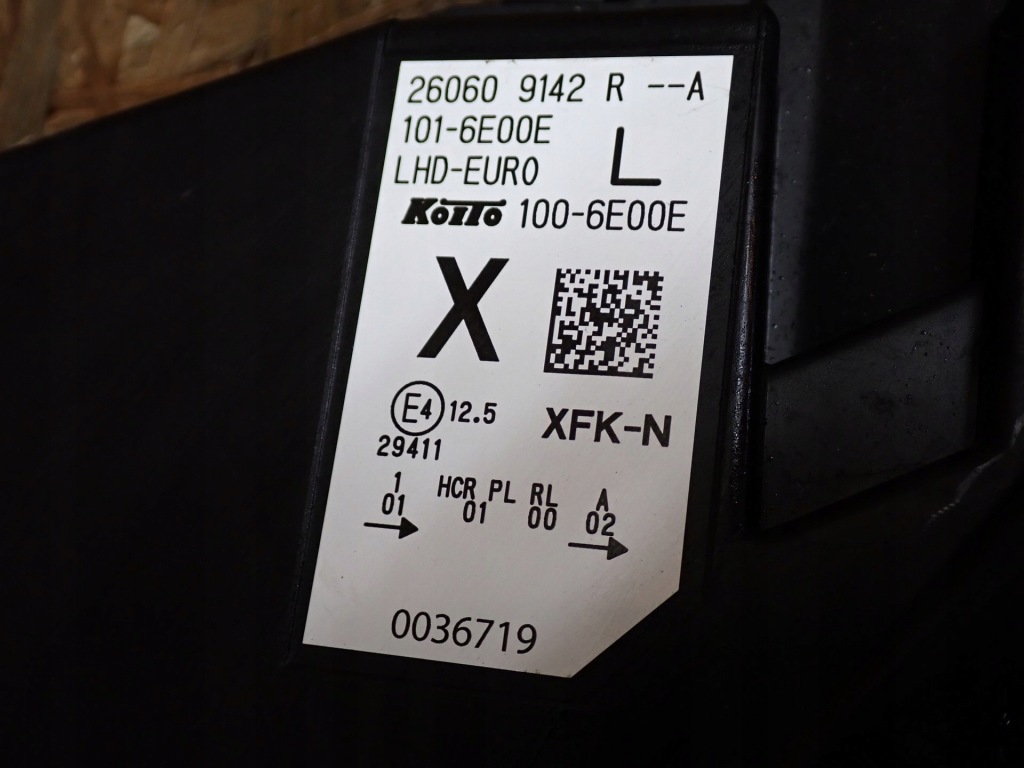 26060 9142 R --A
101-6E00E
LHD-EURO L
KOITO 100-6E00E
X
E4 12.5 XFK-N
29411
1 HCR PL RL A
01 01 00 02
0036719